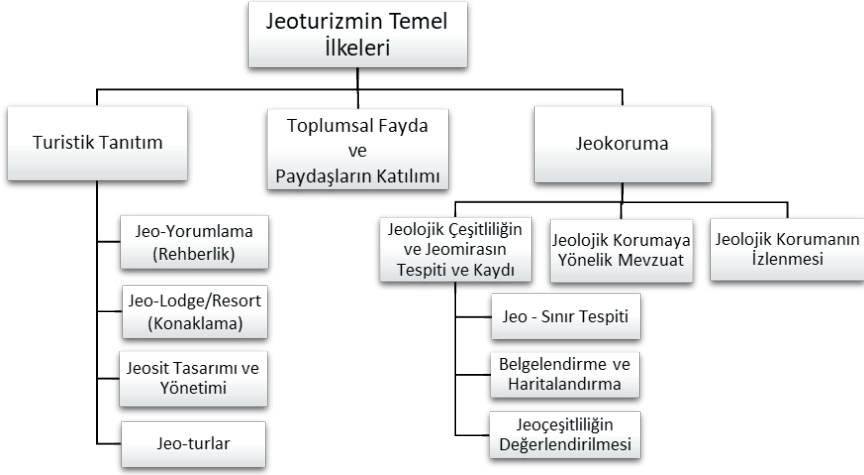 Jeoturizmin Temel
İlkeleri
Turistik Tanıtım
Toplumsal Fayda
ve
Paydaşların Katılımı
Jeokoruma
Jeo-Yorumlama
(Rehberlik)
Jeo-Lodge/Resort
(Konaklama)
Jeosit Tasarımı ve
Yönetimi
Jeo-turlar
Jeolojik Çeşitliliğin
ve Jeomirasın
Tespiti ve Kaydı
Jeolojik Korumaya
Yönelik Mevzuat
Jeolojik Korumanın
İzlenmesi
Jeo - Sınır Tespiti
Belgelendirme ve
Haritalandırma
Jeoçeşitliliğin
Değerlendirilmesi